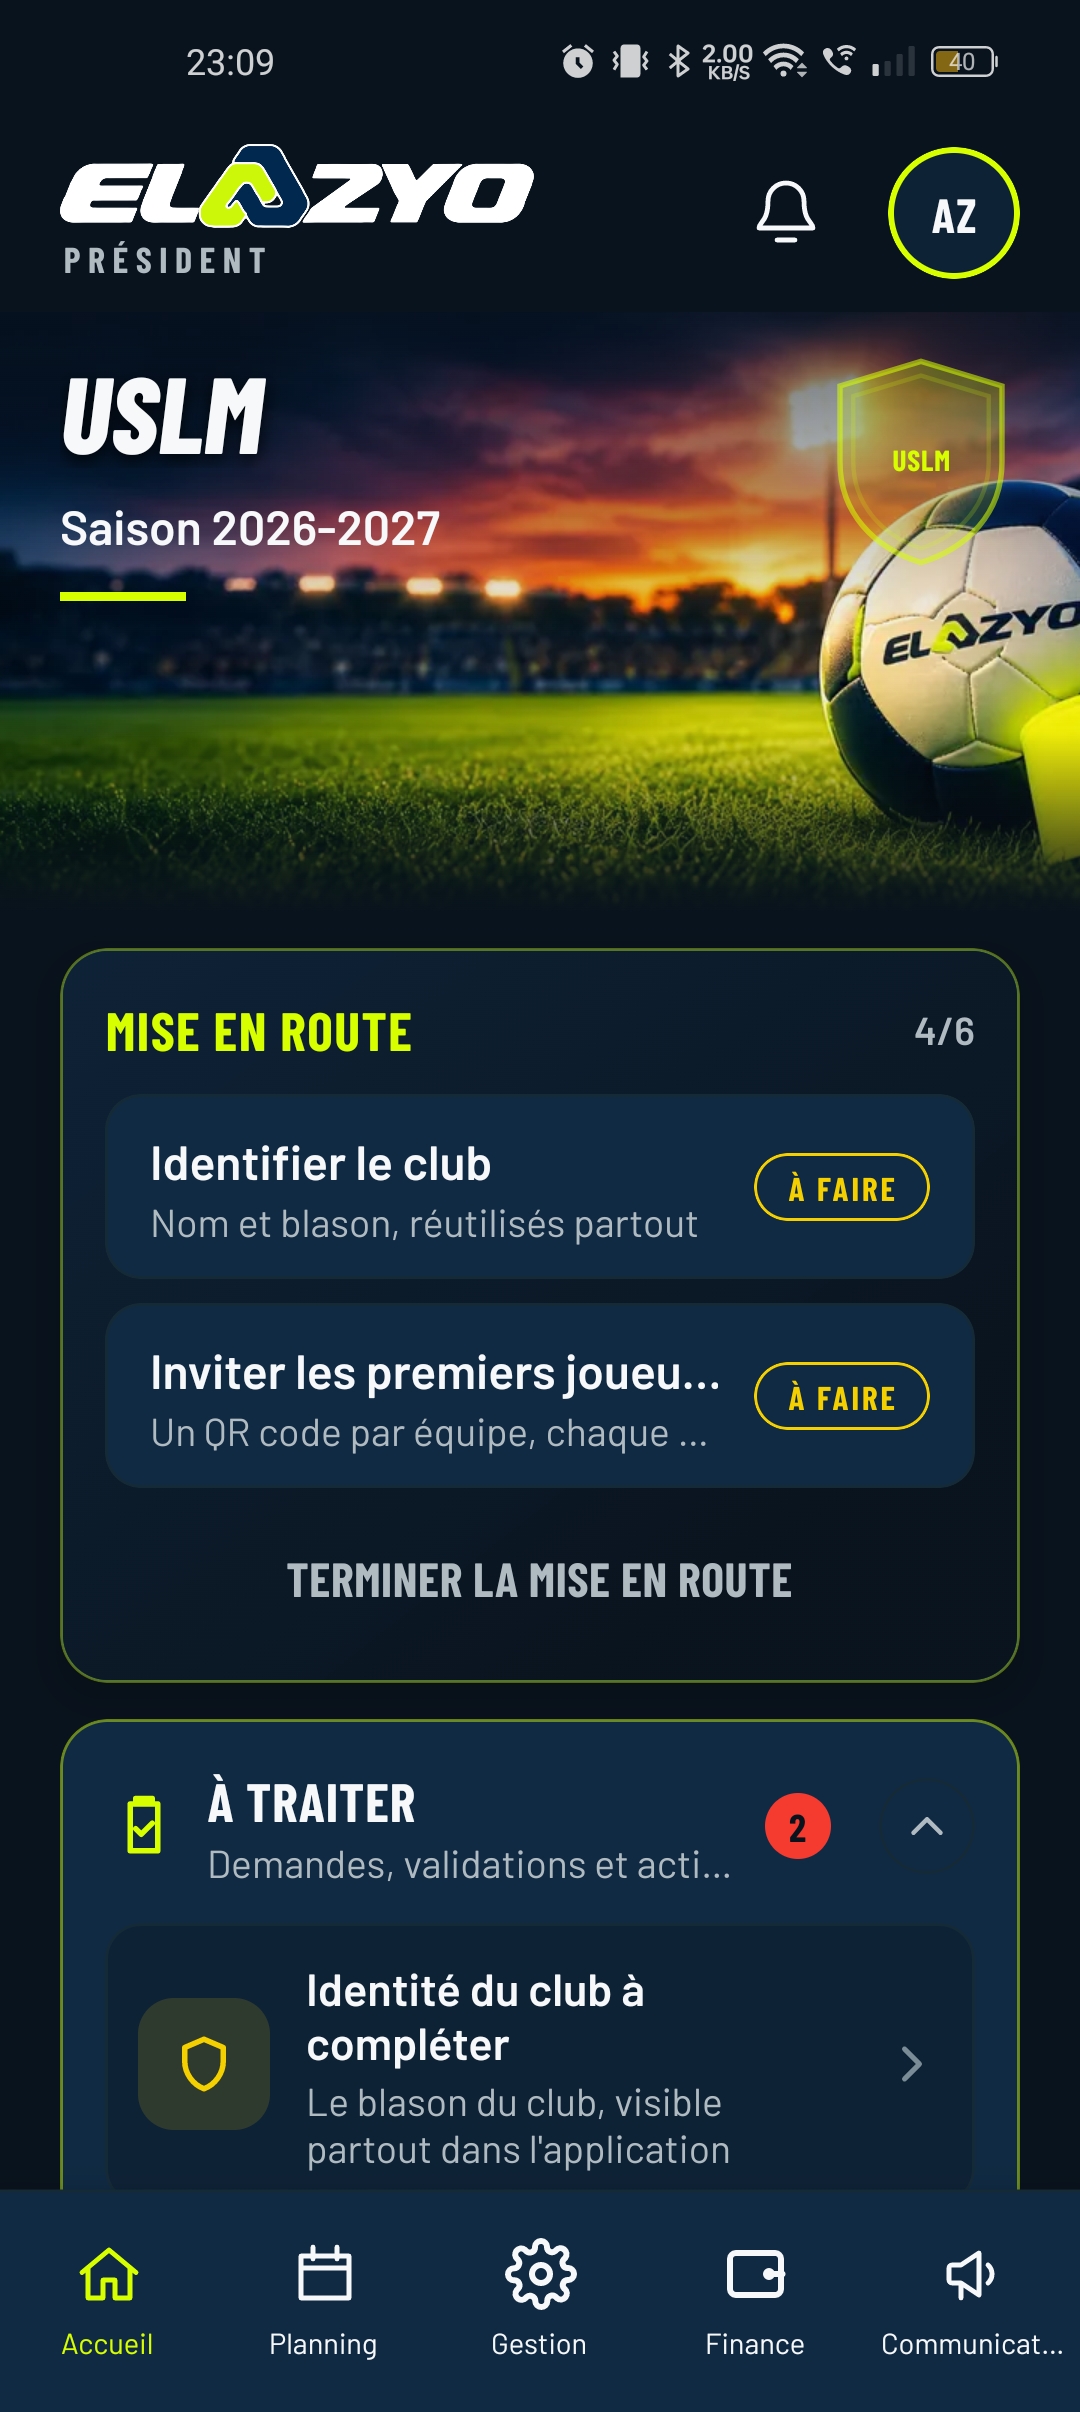 23:09
2.00
KB/S
40
ELAZYO
PRÉSIDENT
AZ
USLM
USLM
Saison 2026-2027
ELAZYO
MISE EN ROUTE
4/6
Identifier le club
Nom et blason, réutilisés partout
À FAIRE
Inviter les premiers joueu...
Un QR code par équipe, chaque ...
À FAIRE
TERMINER LA MISE EN ROUTE
À TRAITER
Demandes, validations et acti...
2
Identité du club à
compléter
Le blason du club, visible
partout dans l'application
Accueil
Planning
Gestion
Finance
Communicat...